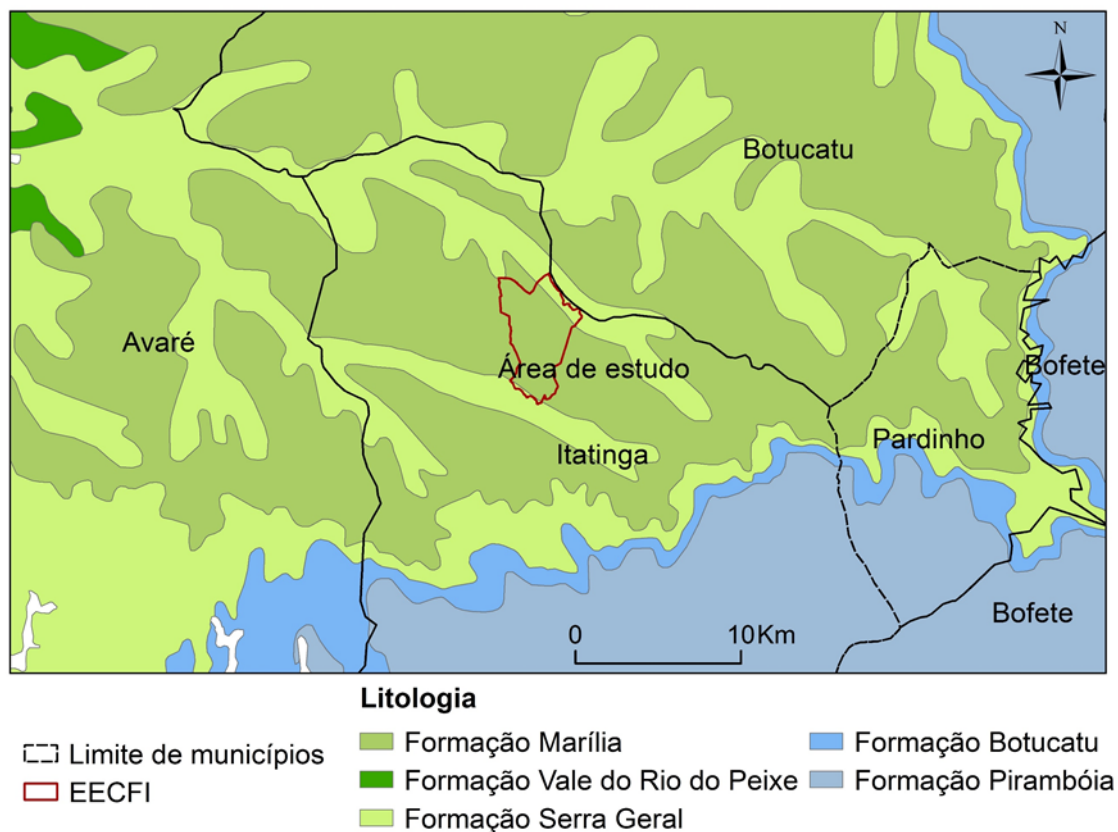 N
Botucatu
Avaré
Bofete
Área de estudo
Pardinho
Itatinga
Bofete
0 10Km
Litologia
Limite de municípios
EECFI
Formação Marília
Formação Vale do Rio do Peixe
Formação Serra Geral
Formação Botucatu
Formação Pirambóia